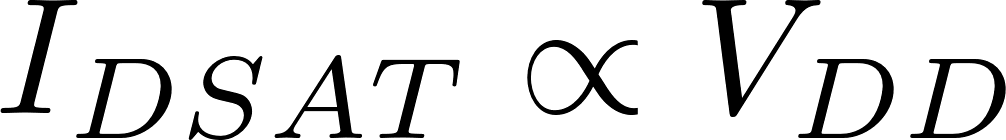 I_{DSAT} ∝ V_{DD}